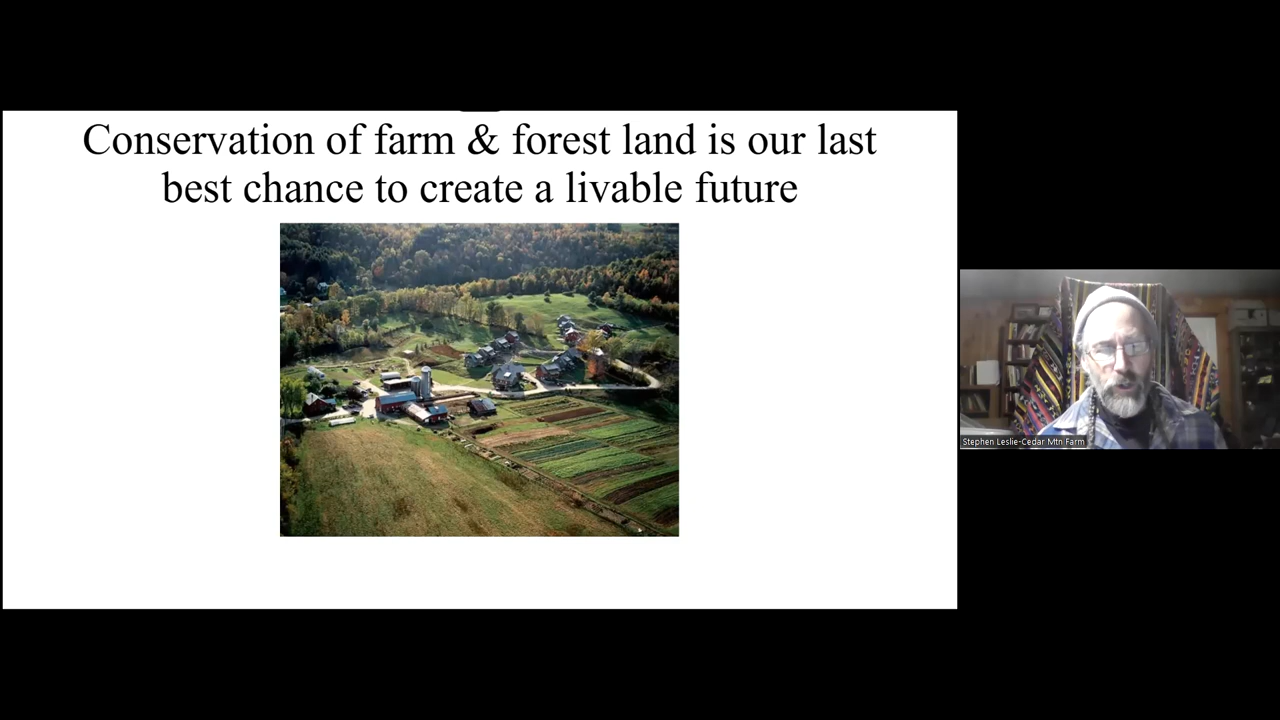 Conservation of farm & forest land is our last
best chance to create a livable future
Stephen Leslie-Cedar Mtn Farm